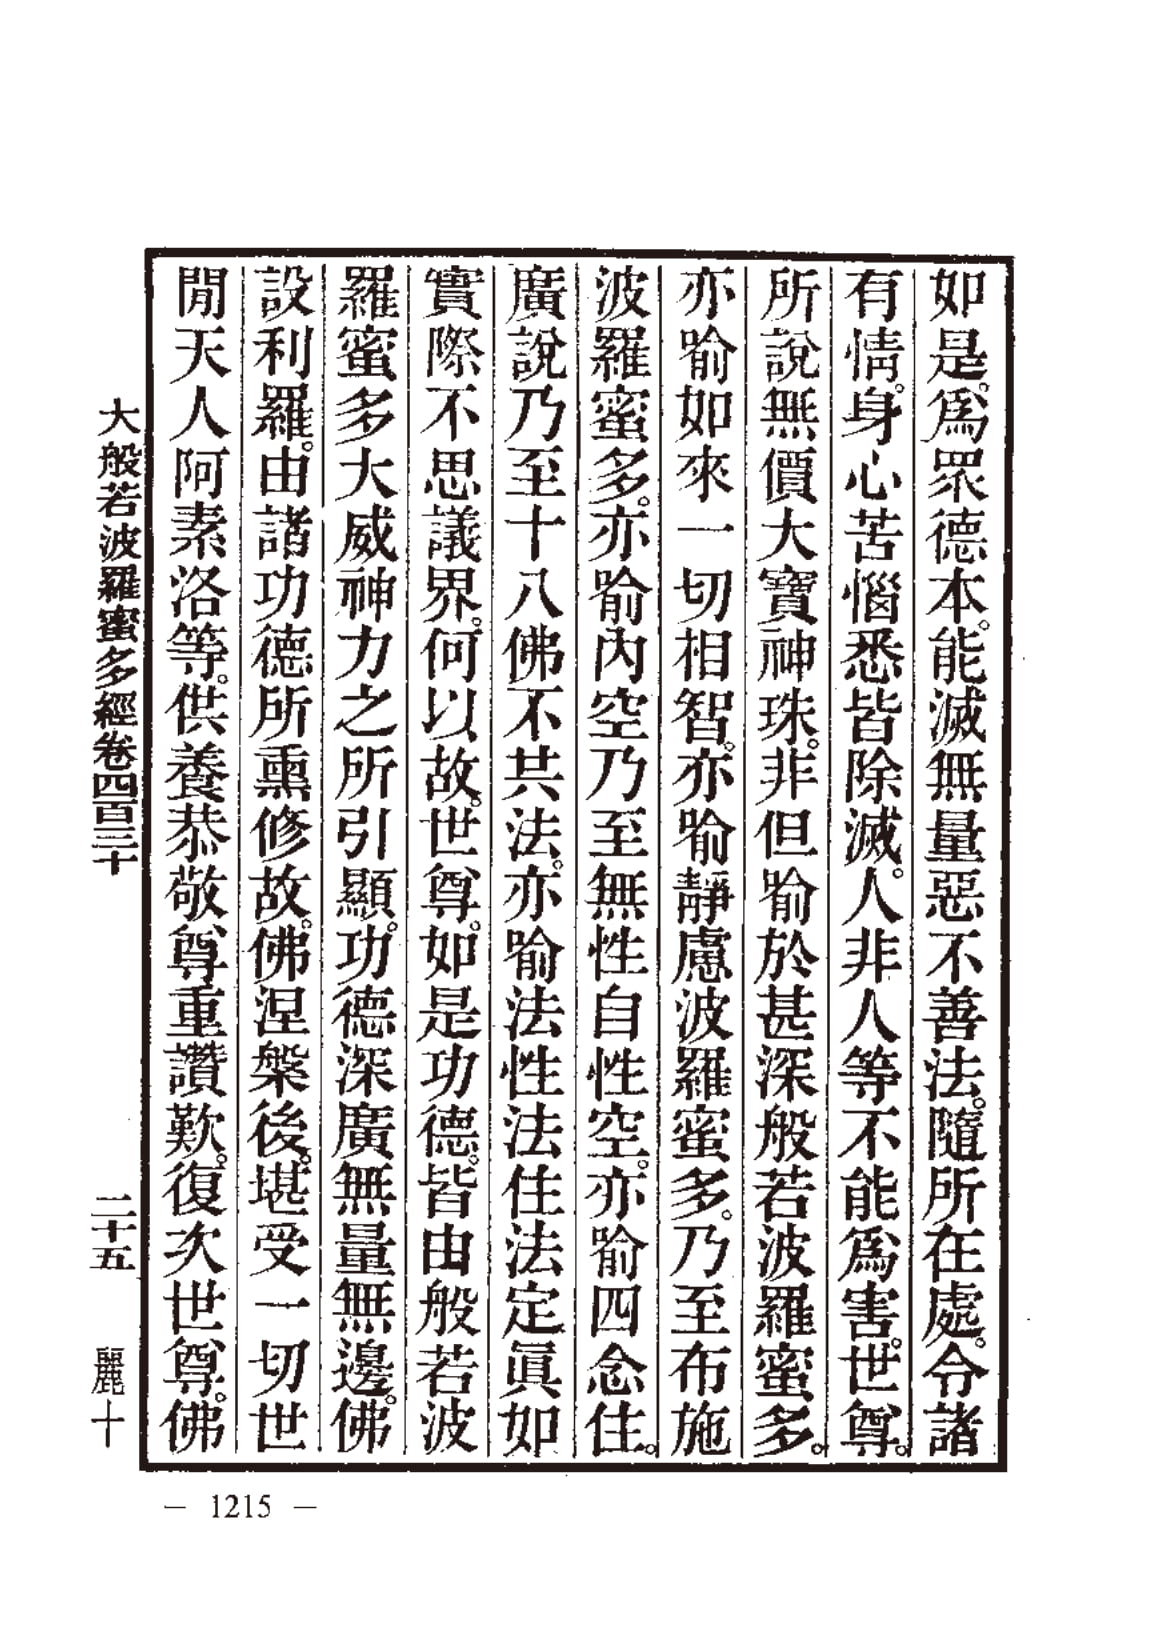 如是。爲眾德本。能滅無量惡不善法。隨所在處。令諸
有情。身心苦惱悉皆除滅。人非人等不能爲害。世尊。
所說無價大寶神珠。非但喻於甚深般若波羅蜜多。
亦喻如來一切相智。亦喻靜慮波羅蜜多。乃至布施
波羅蜜多。亦喻內空乃至無性自性空。亦喻四念住。
廣說乃至十八佛不共法。亦喻法性法住法定眞如
實際不思議界。何以故。世尊。如是功德。皆由般若波
羅蜜多大威神力之所引顯。功德深廣無量無邊。佛
設利羅。由諸功德所熏修故。佛涅槃後。堪受一切世
閒天人阿素洛等。供養恭敬尊重讚歎。復次世尊。佛
大般若波羅蜜多經卷四百三十 二十五 麗十
— 1215 —